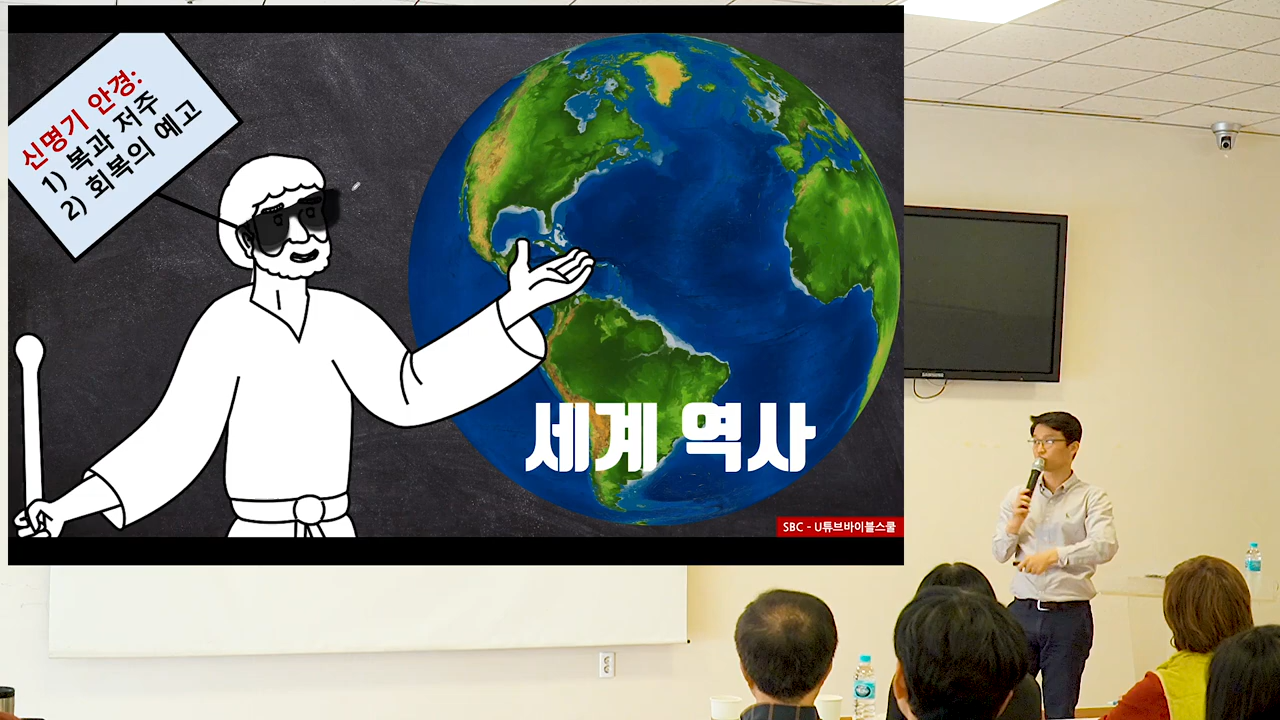 신명기 안경:
1) 복과 저주
2) 회복의 예고
세계 역사
SBC - U튜브바이블스쿨
SAMSUNG